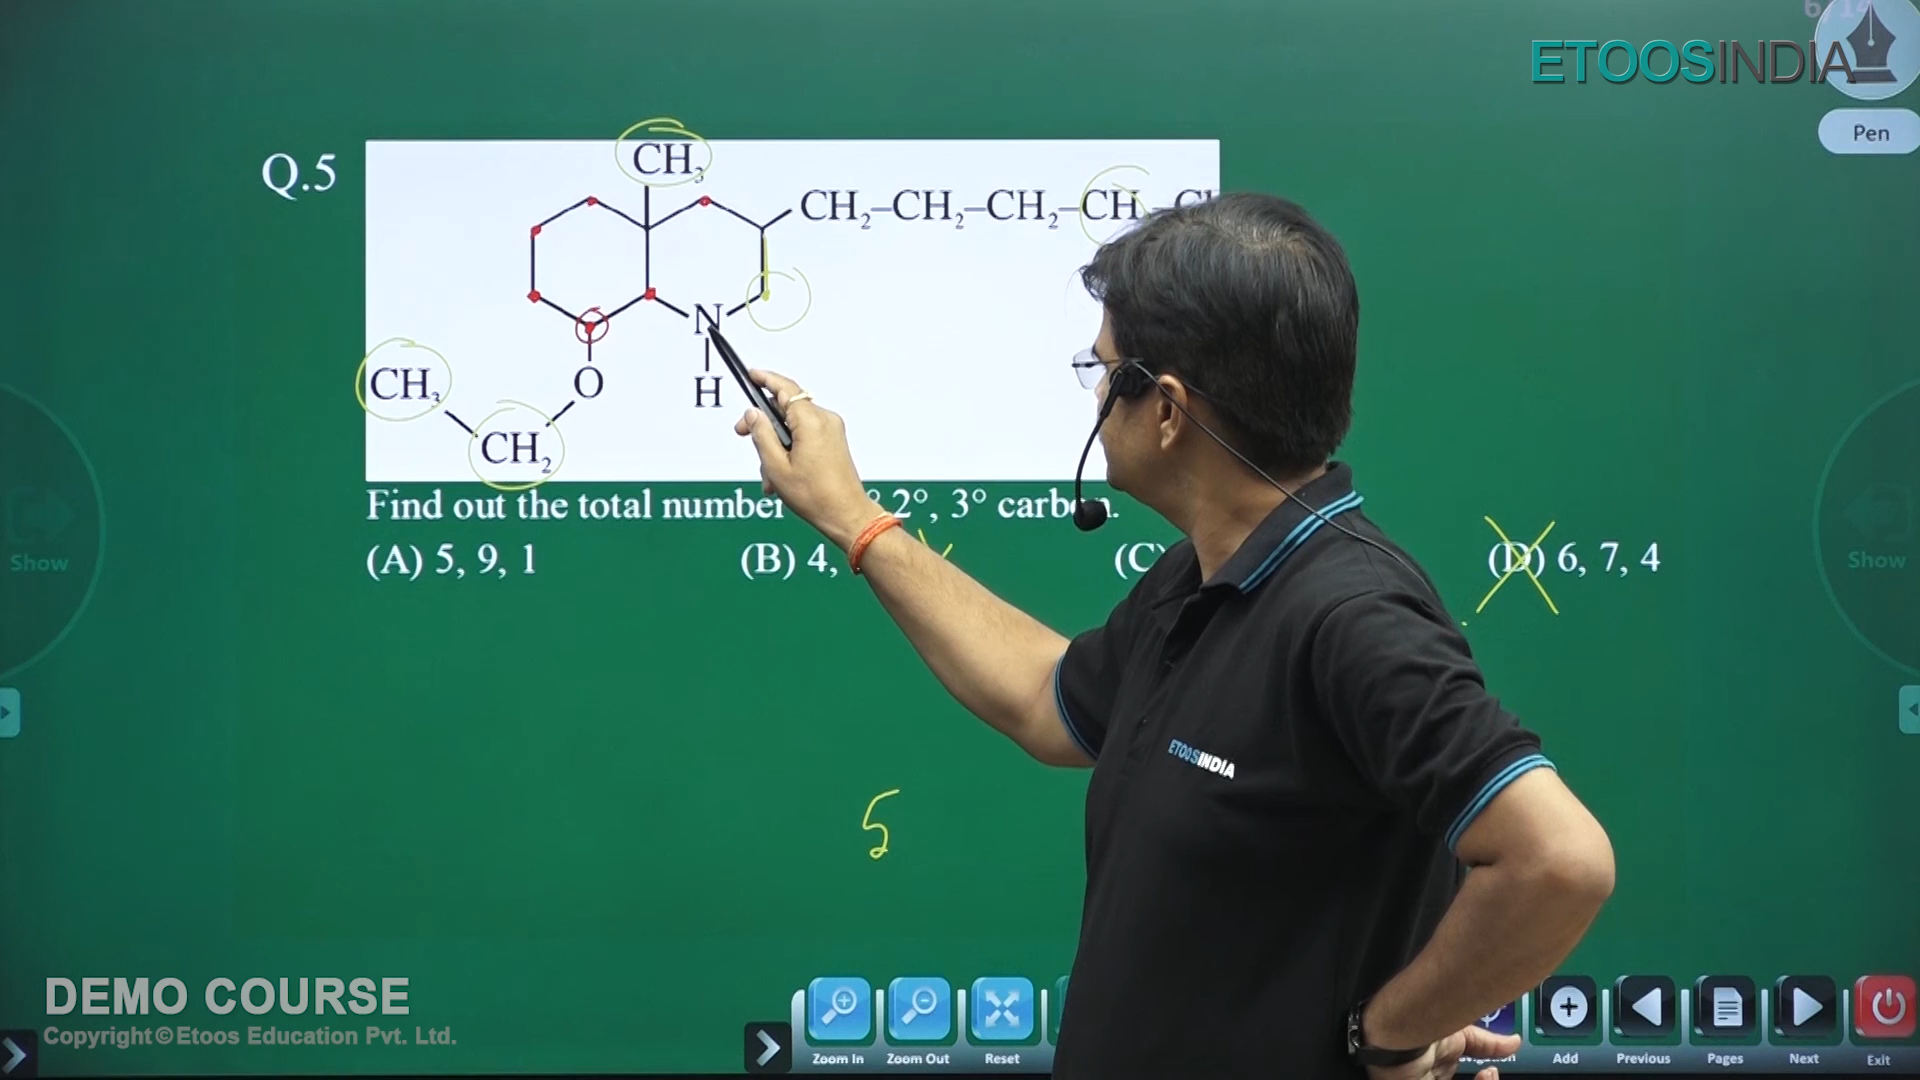 ETOOSINDIA
Pen
Q.5
CH3
CH2–CH2–CH2–CH
N
H
O
CH3
CH2
Find out the total number 2°, 3° carbon.
(A) 5, 9, 1
(B) 4,
(C)
(D) 6, 7, 4
Show
Show
5
ETOOSINDIA
DEMO COURSE
Copyright © Etoos Education Pvt. Ltd.
Zoom In
Zoom Out
Reset
Add
Previous
Pages
Next
Exit